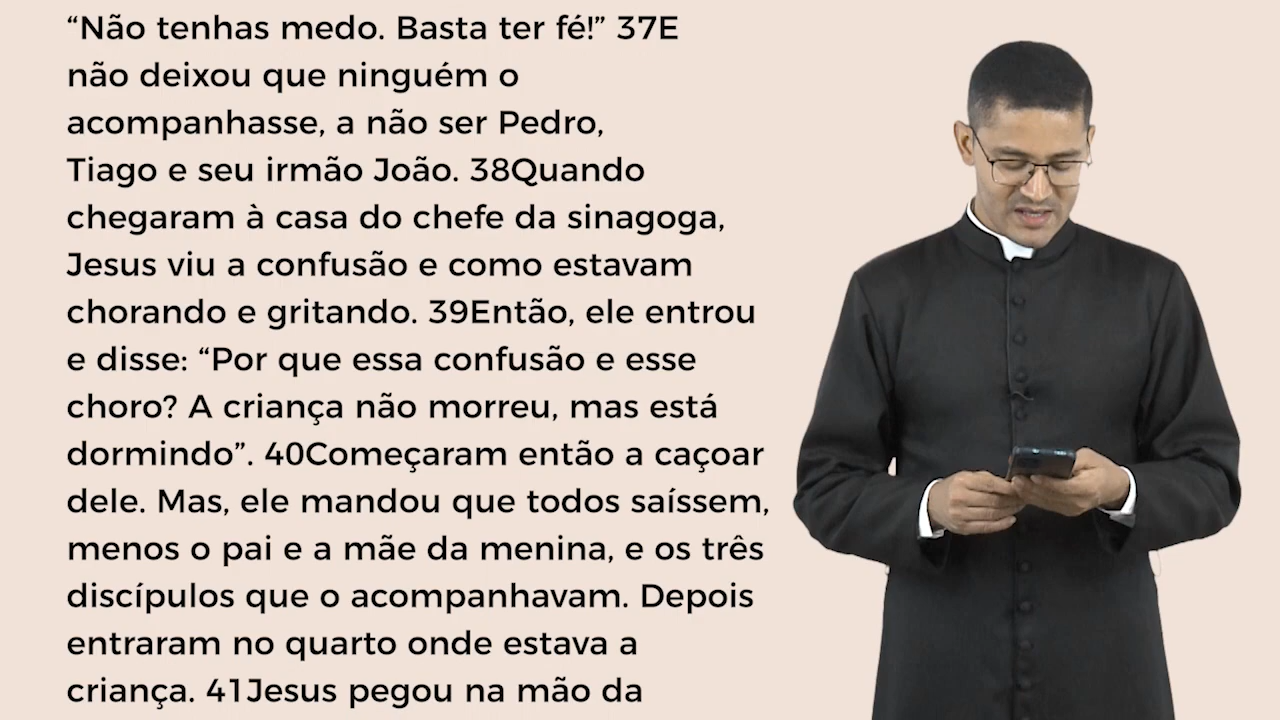 “Não tenhas medo. Basta ter fé!” 37E
não deixou que ninguém o
acompanhasse, a não ser Pedro,
Tiago e seu irmão João. 38Quando
chegaram à casa do chefe da sinagoga,
Jesus viu a confusão e como estavam
chorando e gritando. 39Então, ele entrou
e disse: “Por que essa confusão e esse
choro? A criança não morreu, mas está
dormindo”. 40Começaram então a caçoar
dele. Mas, ele mandou que todos saíssem,
menos o pai e a mãe da menina, e os três
discípulos que o acompanhavam. Depois
entraram no quarto onde estava a
criança. 41Jesus pegou na mão da